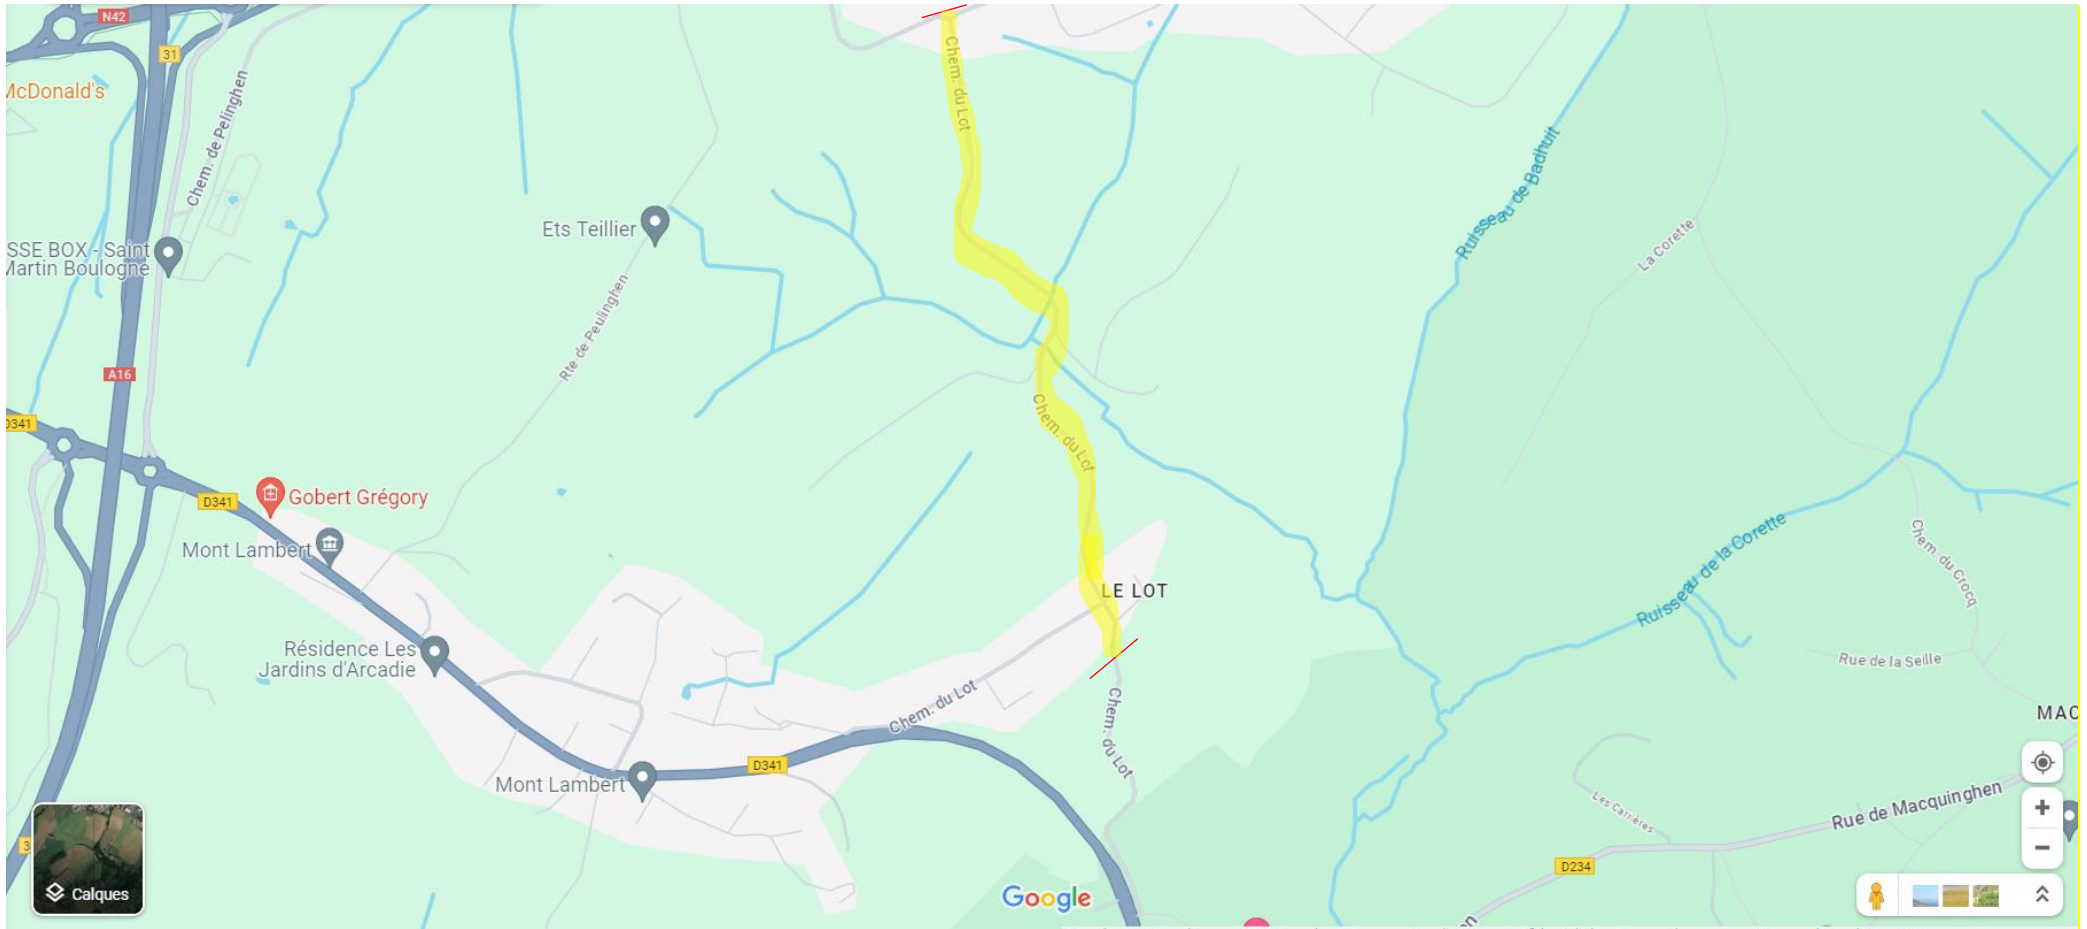 N42
31
McDonald's
Chem. de Pelinghen
Chem. du Lot
Ruisseau de Badhuit
Ets Teillier
SSE BOX - Saint
Martin Boulogne
La Corette
Rte de Peulinghen
A16
D341
Chem. du Lot
D341
Gobert Grégory
Mont Lambert
Ruisseau de la Corette
Chem. du Crocq
LE LOT
Résidence Les
Jardins d'Arcadie
Rue de la Seille
Chem. du Lot
Chem. du Lot
MAC
D341
Mont Lambert
Les Carrières
Rue de Macquinghen
3
D234
Calques
Google
en